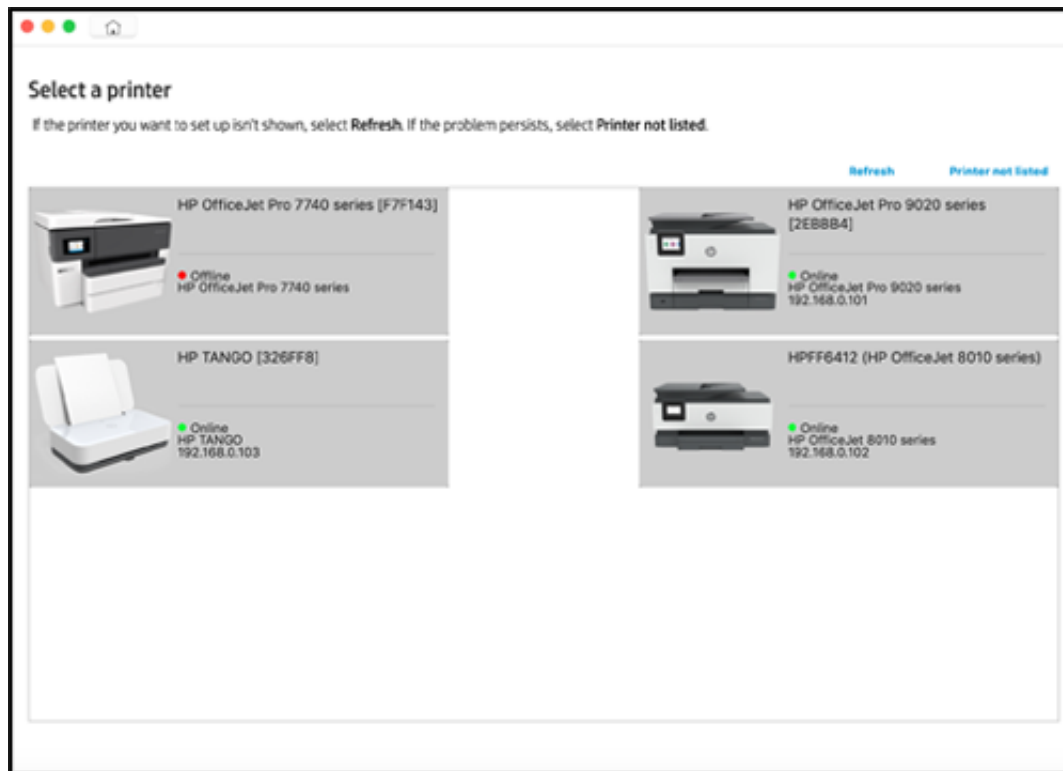 Select a printer
If the printer you want to set up isn't shown, select Refresh. If the problem persists, select Printer not listed.
Refresh Printer not listed
HP OfficeJet Pro 7740 series [F7F143]
Offline
HP OfficeJet Pro 7740 series
HP OfficeJet Pro 9020 series
[2EBBB4]
Online
HP OfficeJet Pro 9020 series
192.168.0.101
HP TANGO [326FF8]
Online
HP TANGO
192.168.0.103
HPFF6412 (HP OfficeJet 8010 series)
Online
HP OfficeJet 8010 series
192.168.0.102